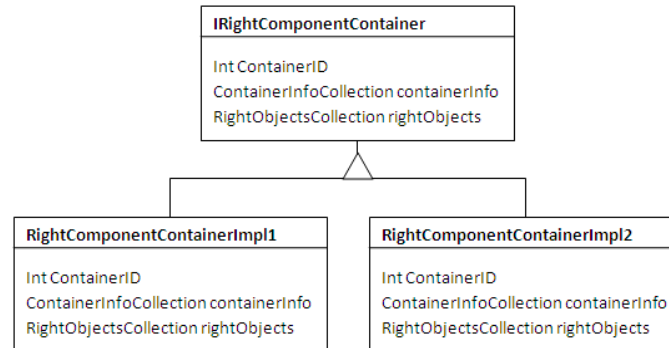 IRightComponentContainer
Int ContainerID
ContainerInfoCollection containerInfo
RightObjectsCollection rightObjects
RightComponentContainerImpl1
Int ContainerID
ContainerInfoCollection containerInfo
RightObjectsCollection rightObjects
RightComponentContainerImpl2
Int ContainerID
ContainerInfoCollection containerInfo
RightObjectsCollection rightObjects